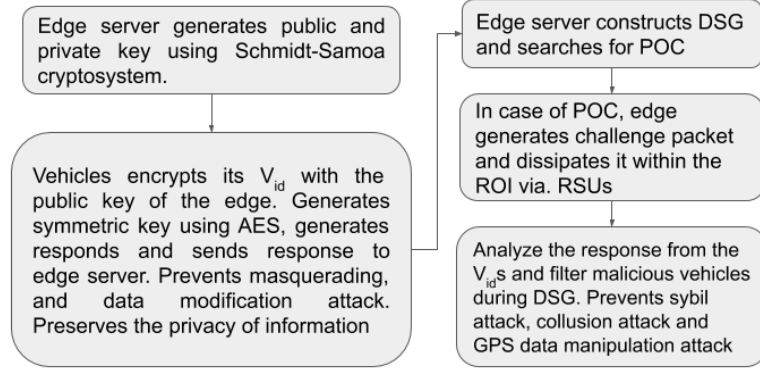 Edge server generates public and
private key using Schmidt-Samoa
cryptosystem.
Vehicles encrypts its V_id with the
public key of the edge. Generates
symmetric key using AES, generates
responds and sends response to
edge server. Prevents masquerading,
and data modification attack.
Preserves the privacy of information
Edge server constructs DSG
and searches for POC
In case of POC, edge
generates challenge packet
and dissipates it within the
ROI via. RSUs
Analyze the response from the
V_ids and filter malicious vehicles
during DSG. Prevents sybil
attack, collusion attack and
GPS data manipulation attack